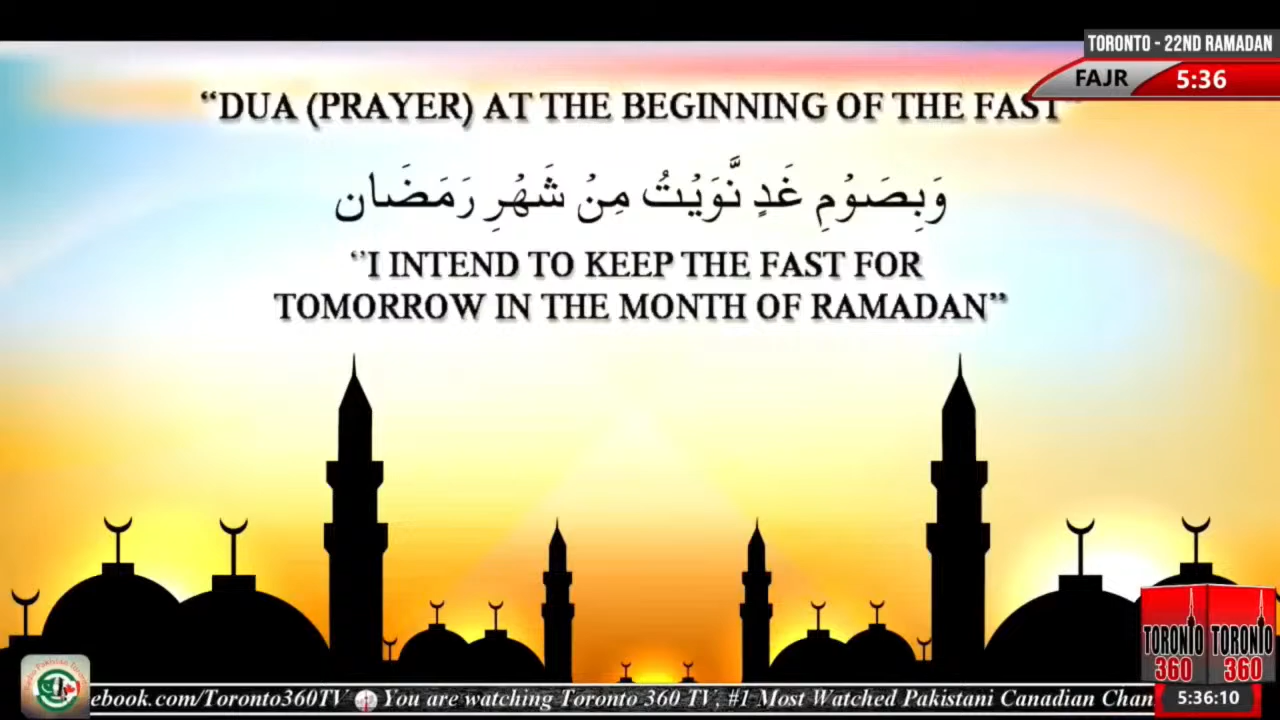 TORONTO - 22ND RAMADAN
FAJR 5:36
“DUA (PRAYER) AT THE BEGINNING OF THE FAST”
وَبِصَوْمِ غَدٍ نَّوَيْتُ مِنْ شَهْرِ رَمَضَان
‘’I INTEND TO KEEP THE FAST FOR
TOMORROW IN THE MONTH OF RAMADAN’’
TORONTO 360
TORONTO 360
ebook.com/Toronto360TV You are watching Toronto 360 TV, #1 Most Watched Pakistani Canadian Chan
5:36:10